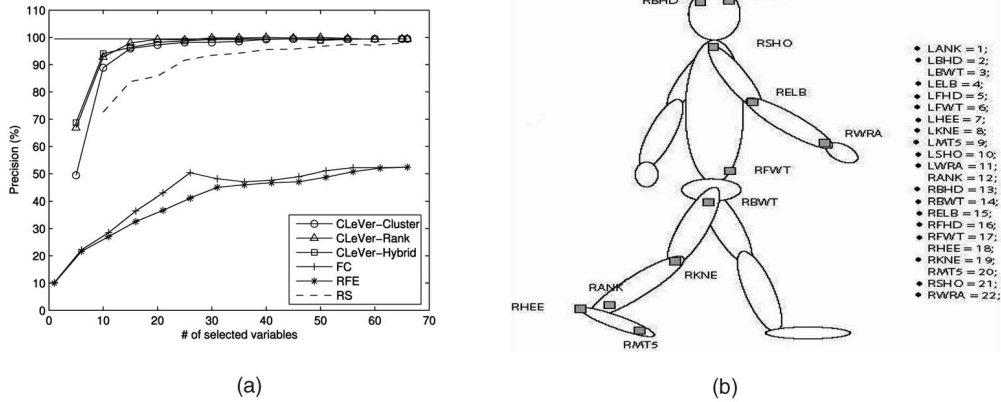 100
90
80
70
60
50
40
30
20
10
0
Precision (%)
0 10 20 30 40 50 60 70
# of selected variables
CLeVer-Cluster
CLeVer-Rank
CLeVer-Hybrid
FC
RFE
RS
(a)
RBHD
RSHO
RELB
RWRA
RFWT
RBWT
RKNE
RANK
RHEE
RMT5
LANK = 1;
LBHD = 2;
LBWT = 3;
LELB = 4;
LFHD = 5;
LFWT = 6;
LHEE = 7;
LKNE = 8;
LMT5 = 9;
LSHO = 10;
LWRA = 11;
RANK = 12;
RBHD = 13;
RBWT = 14;
RELB = 15;
RFHD = 16;
RFWT = 17;
RHEE = 18;
RKNE = 19;
RMT5 = 20;
RSHO = 21;
RWRA = 22;
(b)